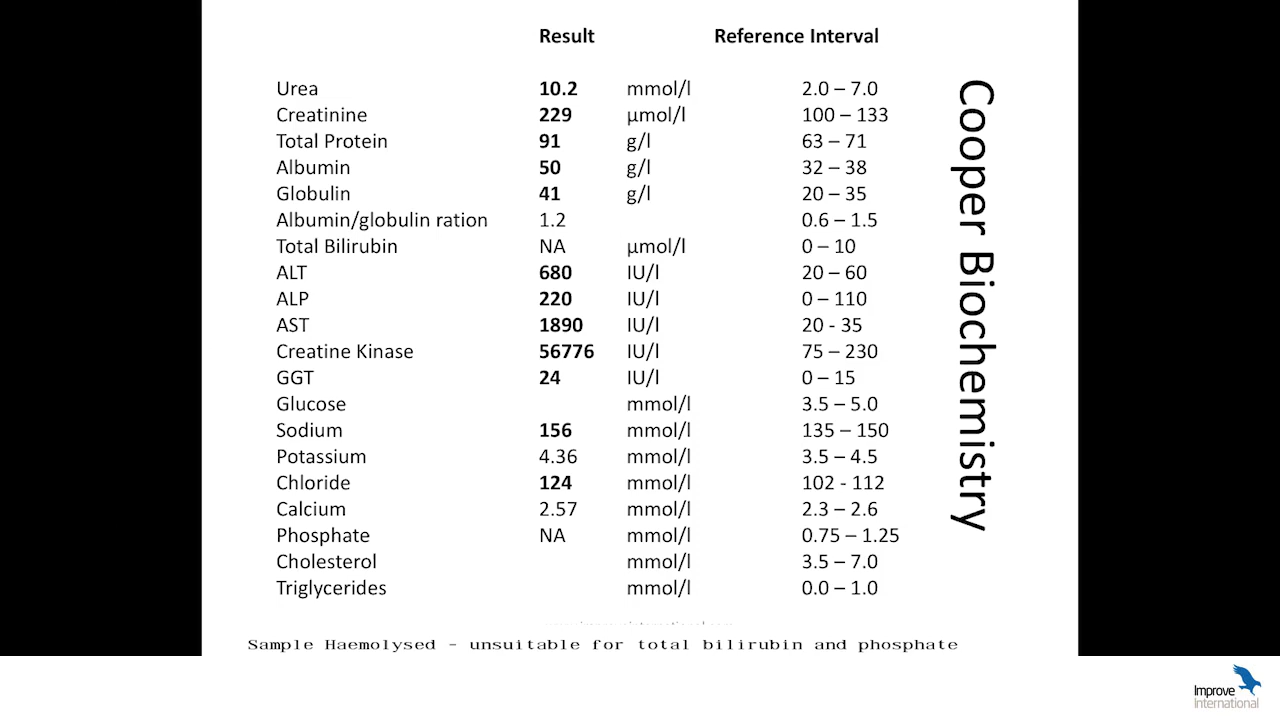 Result Reference Interval
Urea 10.2 mmol/l 2.0 – 7.0
Creatinine 229 µmol/l 100 – 133
Total Protein 91 g/l 63 – 71
Albumin 50 g/l 32 – 38
Globulin 41 g/l 20 – 35
Albumin/globulin ration 1.2 0.6 – 1.5
Total Bilirubin NA µmol/l 0 – 10
ALT 680 IU/l 20 – 60
ALP 220 IU/l 0 – 110
AST 1890 IU/l 20 - 35
Creatine Kinase 56776 IU/l 75 – 230
GGT 24 IU/l 0 – 15
Glucose mmol/l 3.5 – 5.0
Sodium 156 mmol/l 135 – 150
Potassium 4.36 mmol/l 3.5 – 4.5
Chloride 124 mmol/l 102 - 112
Calcium 2.57 mmol/l 2.3 – 2.6
Phosphate NA mmol/l 0.75 – 1.25
Cholesterol mmol/l 3.5 – 7.0
Triglycerides mmol/l 0.0 – 1.0
Cooper Biochemistry
Sample Haemolysed - unsuitable for total bilirubin and phosphate
Improve
International